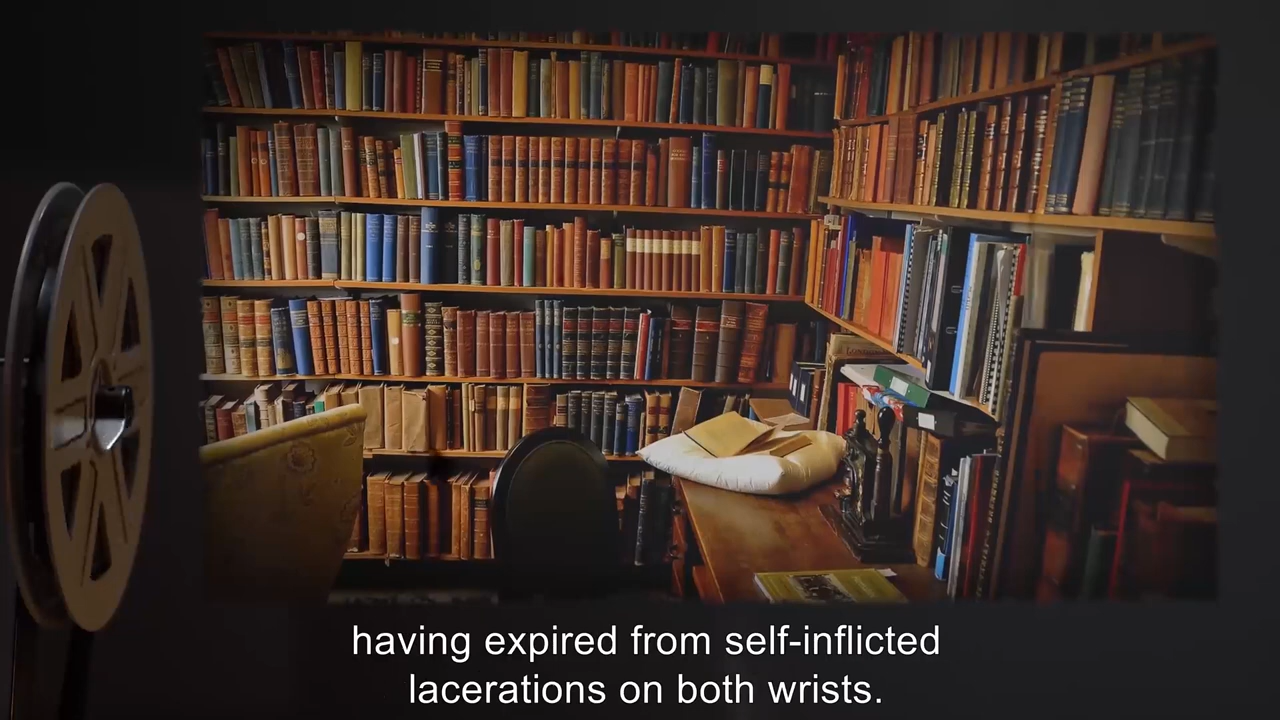 having expired from self-inflicted
lacerations on both wrists.